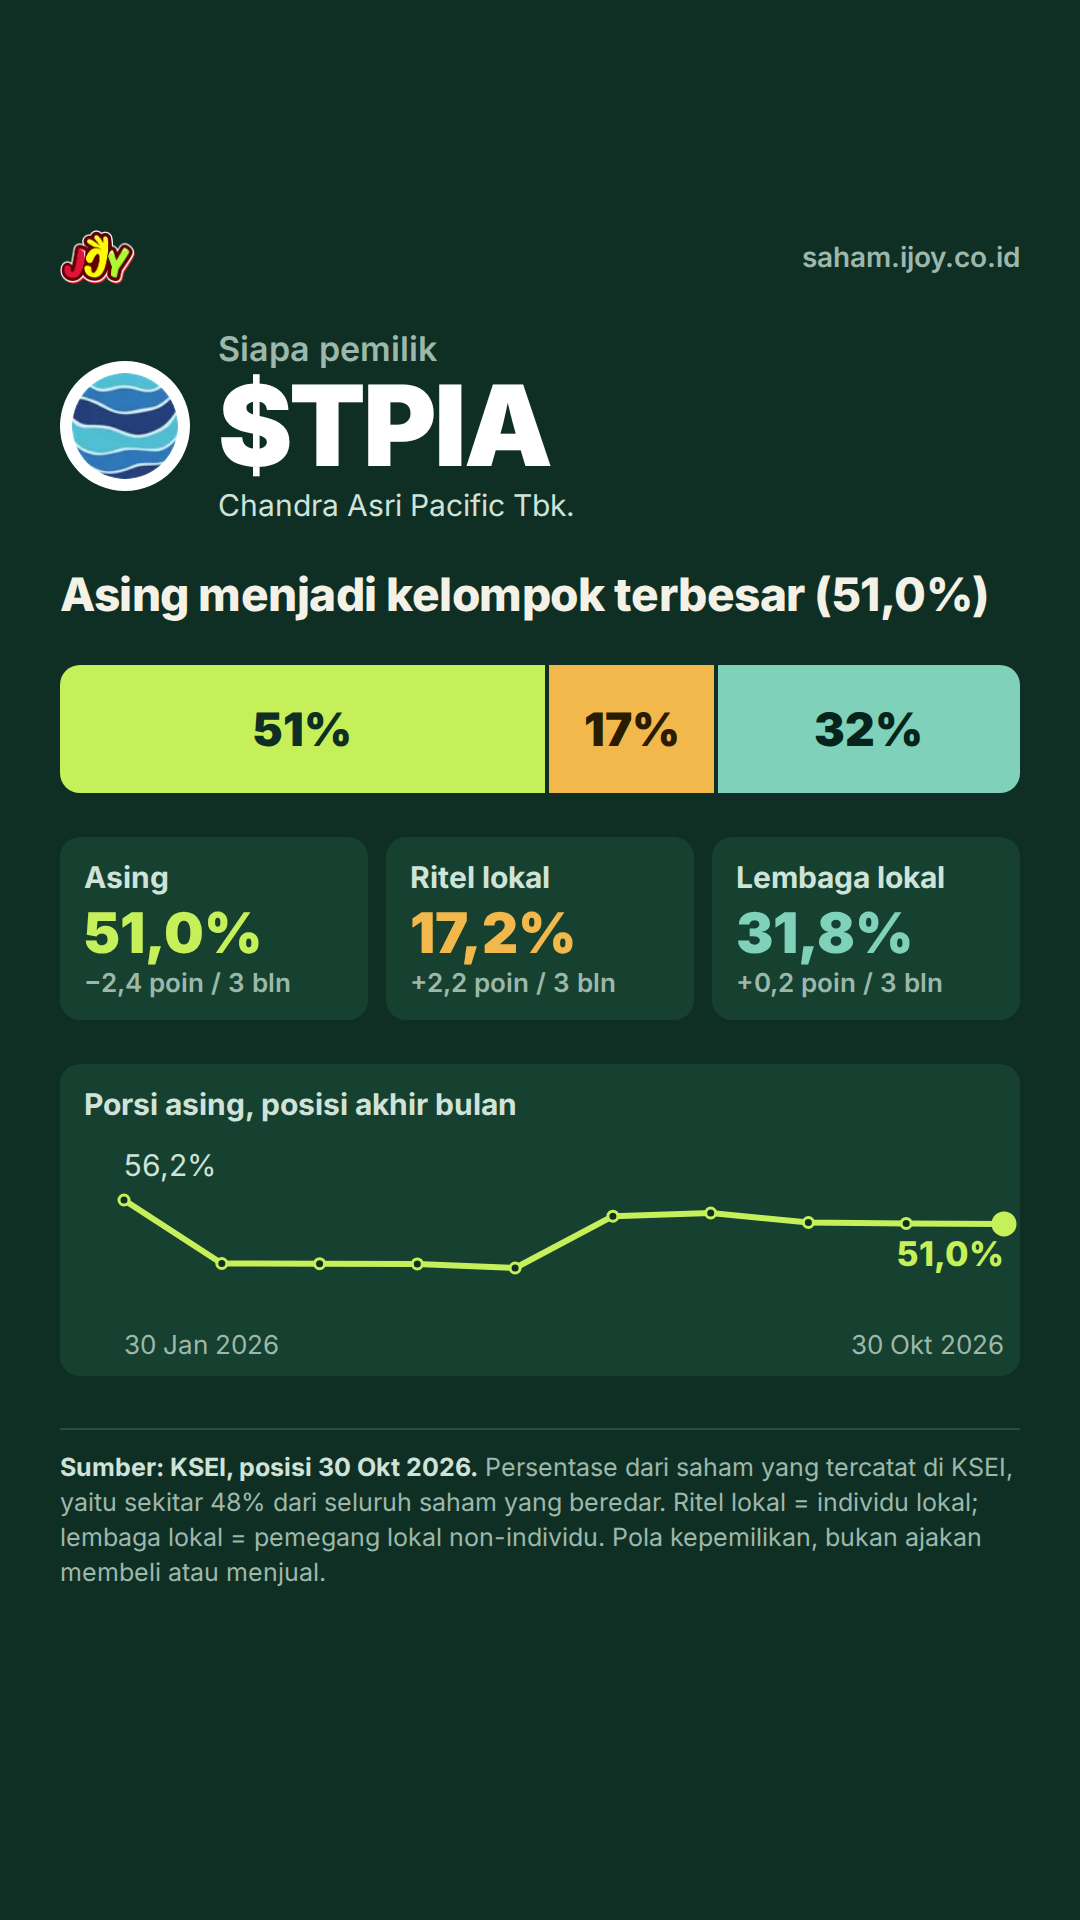 JOY
saham.ijoy.co.id
Siapa pemilik
$TPIA
Chandra Asri Pacific Tbk.
Asing menjadi kelompok terbesar (51,0%)
51%
17%
32%
Asing
51,0%
−2,4 poin / 3 bln
Ritel lokal
17,2%
+2,2 poin / 3 bln
Lembaga lokal
31,8%
+0,2 poin / 3 bln
Porsi asing, posisi akhir bulan
56,2%
51,0%
30 Jan 2026
30 Okt 2026
Sumber: KSEI, posisi 30 Okt 2026. Persentase dari saham yang tercatat di KSEI,
yaitu sekitar 48% dari seluruh saham yang beredar. Ritel lokal = individu lokal;
lembaga lokal = pemegang lokal non-individu. Pola kepemilikan, bukan ajakan
membeli atau menjual.